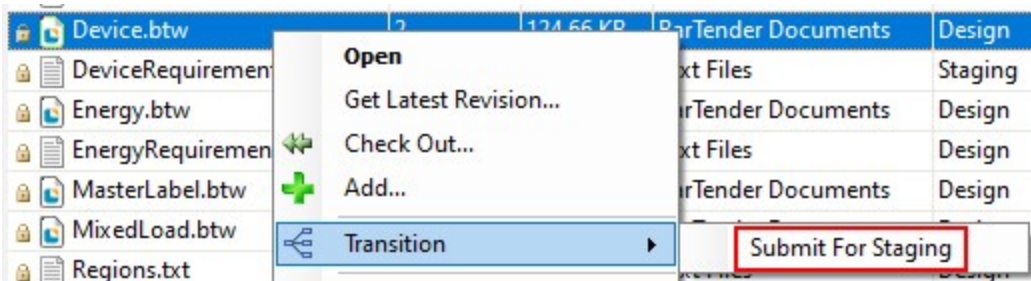 Device.btw 2 124.66 KB BarTender Documents Design
Open
DeviceRequirement xt Files Staging
Get Latest Revision...
Energy.btw rTender Documents Design
Check Out...
EnergyRequiremen xt Files Design
Add...
MasterLabel.btw rTender Documents Design
MixedLoad.btw
Transition
Submit For Staging
Regions.txt